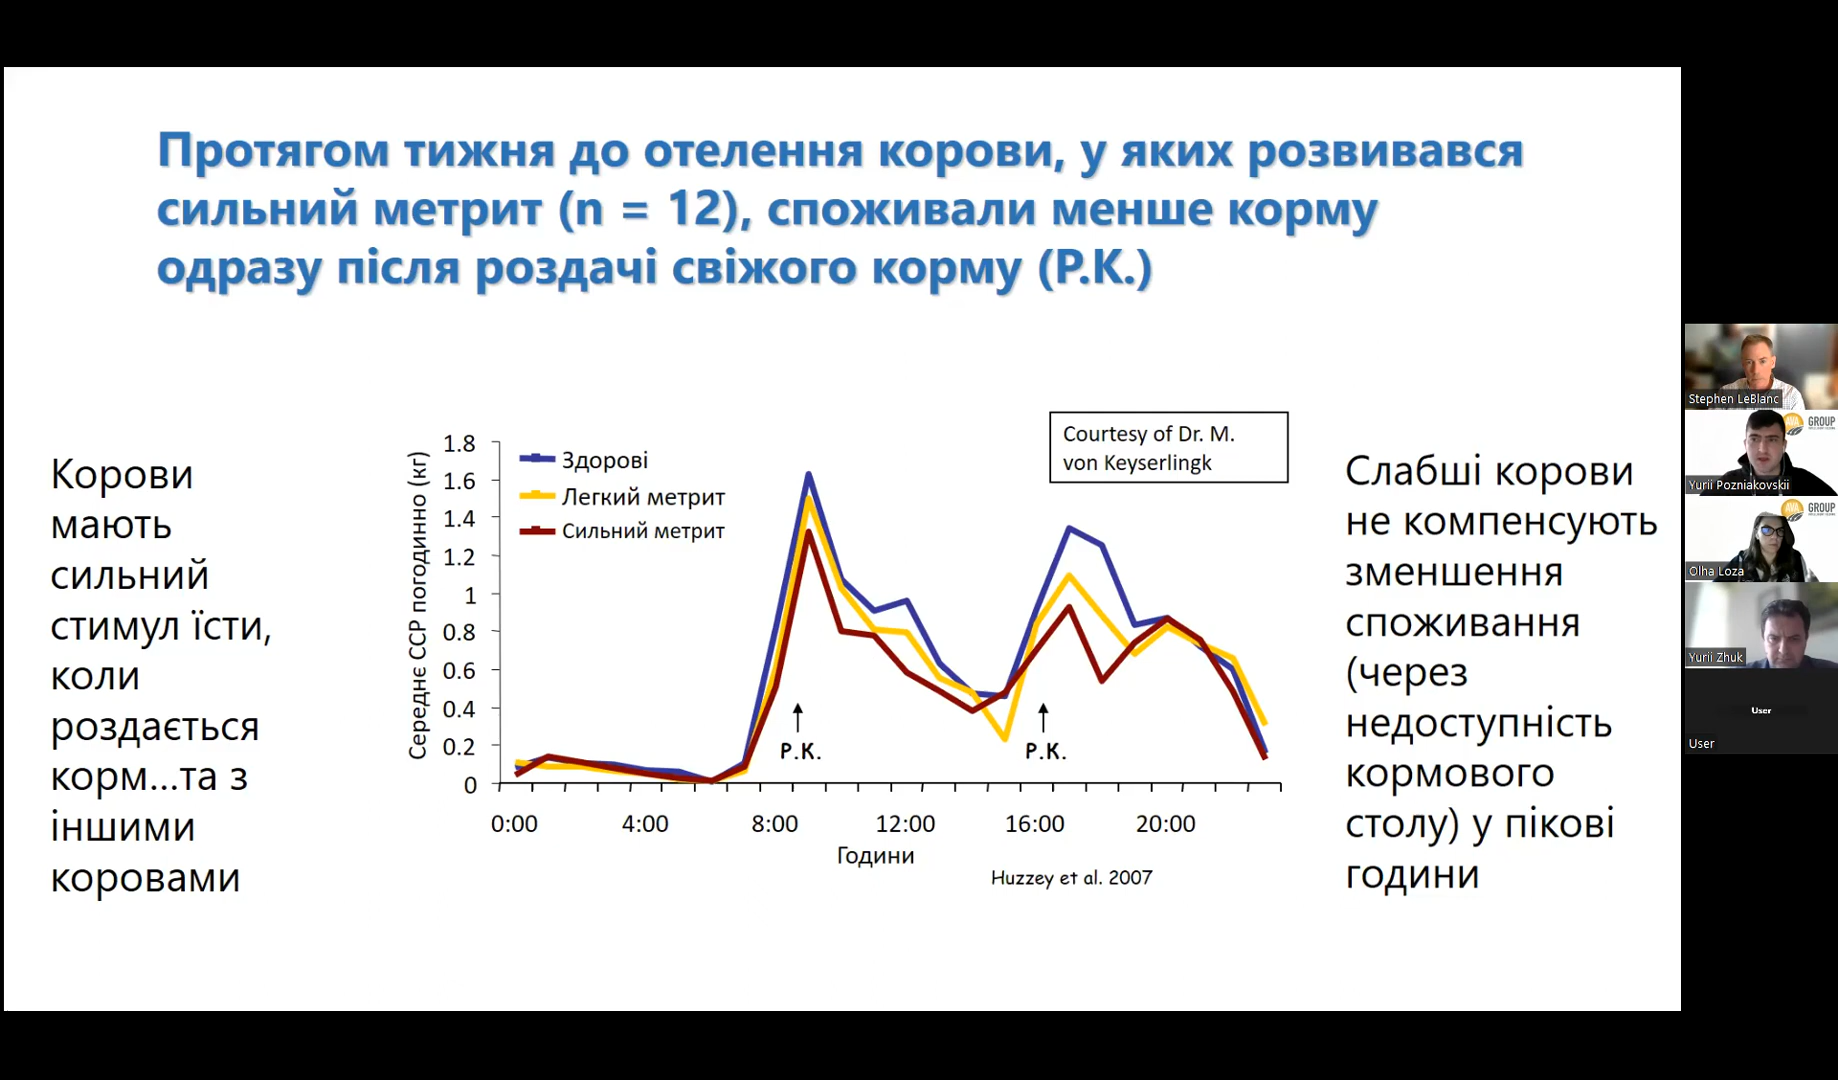 Протягом тижня до отелення корови, у яких розвивався
сильний метрит (n = 12), споживали менше корму
одразу після роздачі свіжого корму (Р.К.)
Корови
мають
сильний
стимул їсти,
коли
роздається
корм...та з
іншими
коровами
Середнє ССР погодинно (кг)
1.8
1.6
1.4
1.2
1
0.8
0.6
0.4
0.2
0
Здорові
Легкий метрит
Сильний метрит
Courtesy of Dr. M.
von Keyserlingk
Р.К.
Р.К.
0:00 4:00 8:00 12:00 16:00 20:00
Години
Huzzey et al. 2007
Слабші корови
не компенсують
зменшення
споживання
(через
недоступність
кормового
столу) у пікові
години
Stephen LeBlanc
AVA GROUP
Yurii Pozniakovskii
AVA GROUP
Olha Loza
Yurii Zhuk
User
User